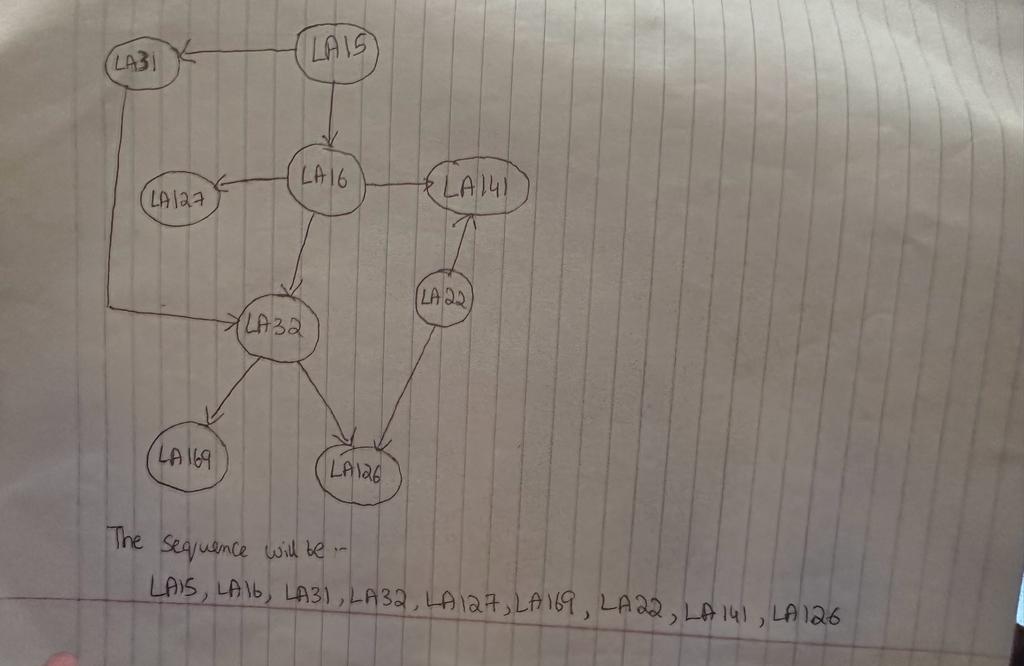 LA31 LA15
LA127 LA16 LA141
LA32 LA22
LA169 LA126
The sequence will be :-
LA15, LA16, LA31, LA32, LA127, LA169, LA22, LA141, LA126